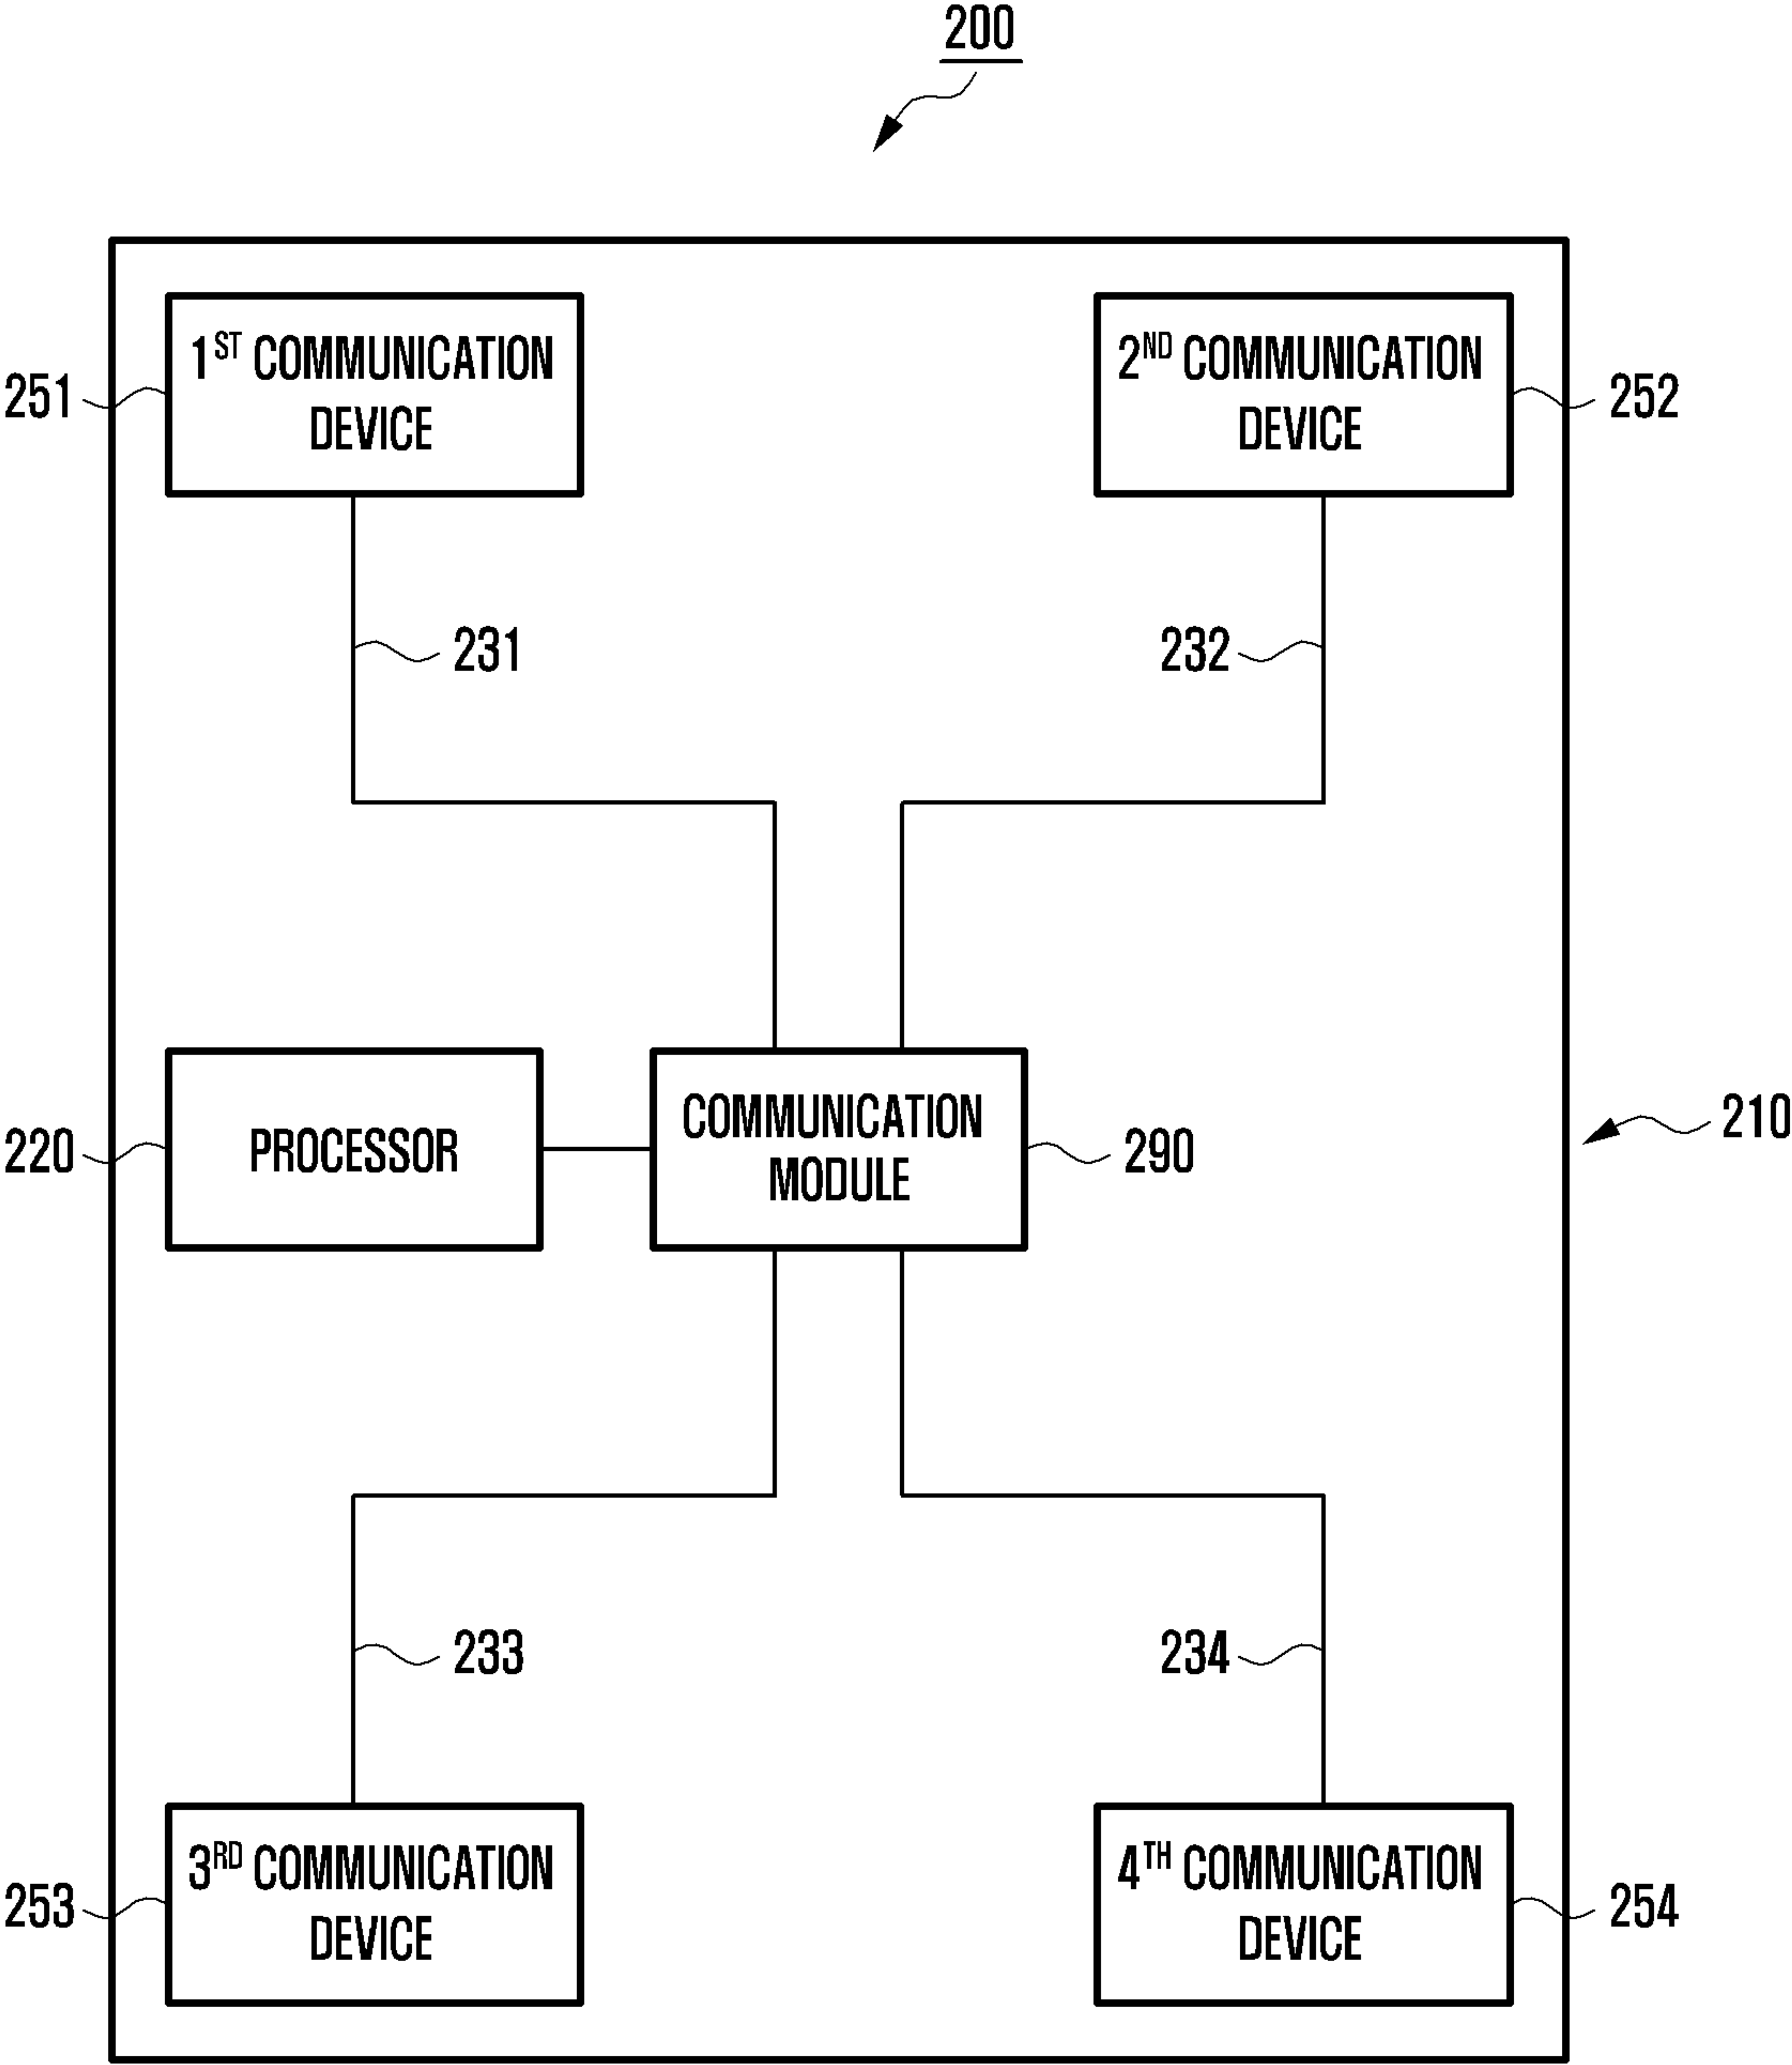 200
1ST COMMUNICATION
DEVICE
251
2ND COMMUNICATION
DEVICE
252
231
232
PROCESSOR
220
COMMUNICATION
MODULE
290
210
233
234
3RD COMMUNICATION
DEVICE
253
4TH COMMUNICATION
DEVICE
254